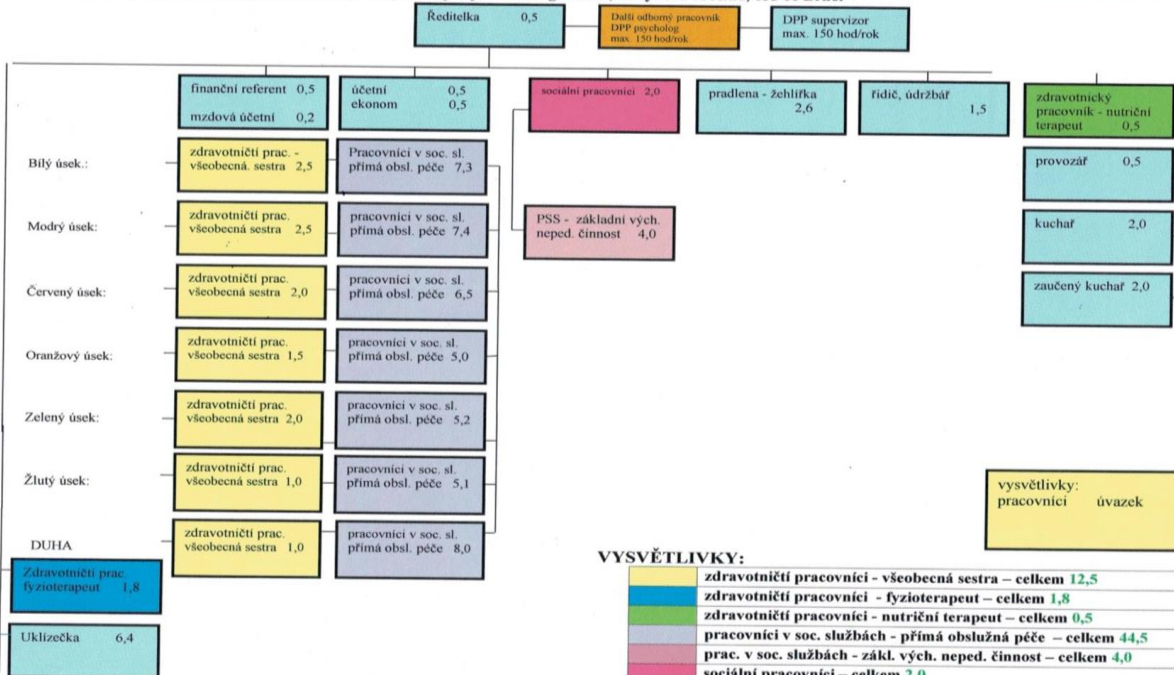 Ředitelka 0,5
Další odborný pracovník
DPP psycholog
max. 150 hod/rok
DPP supervizor
max. 150 hod/rok
finanční referent 0,5
mzdová účetní 0,2
účetní 0,5
ekonom 0,5
sociální pracovníci 2,0
pradlena - žehlířka
2,6
řidič, údržbář
1,5
zdravotnický
pracovník - nutriční
terapeut 0,5
Bílý úsek.:
zdravotničtí prac. -
všeobecná. sestra 2,5
Pracovníci v soc. sl.
přímá obsl. péče 7,3
provozář 0,5
Modrý úsek:
zdravotničtí prac.
všeobecná sestra 2,5
pracovníci v soc. sl.
přímá obsl. péče 7,4
PSS - základní vých.
neped. činnost 4,0
kuchař 2,0
Červený úsek:
zdravotničtí prac.
všeobecná sestra 2,0
pracovníci v soc. sl.
přímá obsl. péče 6,5
zaučený kuchař 2,0
Oranžový úsek:
zdravotničtí prac.
všeobecná sestra 1,5
pracovníci v soc. sl.
přímá obsl. péče 5,0
Zelený úsek:
zdravotničtí prac.
všeobecná sestra 2,0
pracovníci v soc. sl.
přímá obsl. péče 5,2
Žlutý úsek:
zdravotničtí prac.
všeobecná sestra 1,0
pracovníci v soc. sl.
přímá obsl. péče 5,1
vysvětlivky:
pracovníci úvazek
DUHA
zdravotničtí prac.
všeobecná sestra 1,0
pracovníci v soc. sl.
přímá obsl. péče 8,0
Zdravotničtí prac.
fyzioterapeut 1,8
Uklízečka 6,4
VYSVĚTLIVKY:
zdravotničtí pracovníci - všeobecná sestra – celkem 12,5
zdravotničtí pracovníci - fyzioterapeut – celkem 1,8
zdravotničtí pracovníci - nutriční terapeut – celkem 0,5
pracovníci v soc. službách - přímá obslužná péče – celkem 44,5
prac. v soc. službách - zákl. vých. neped. činnost – celkem 4,0
sociální pracovníci – celkem 2,0